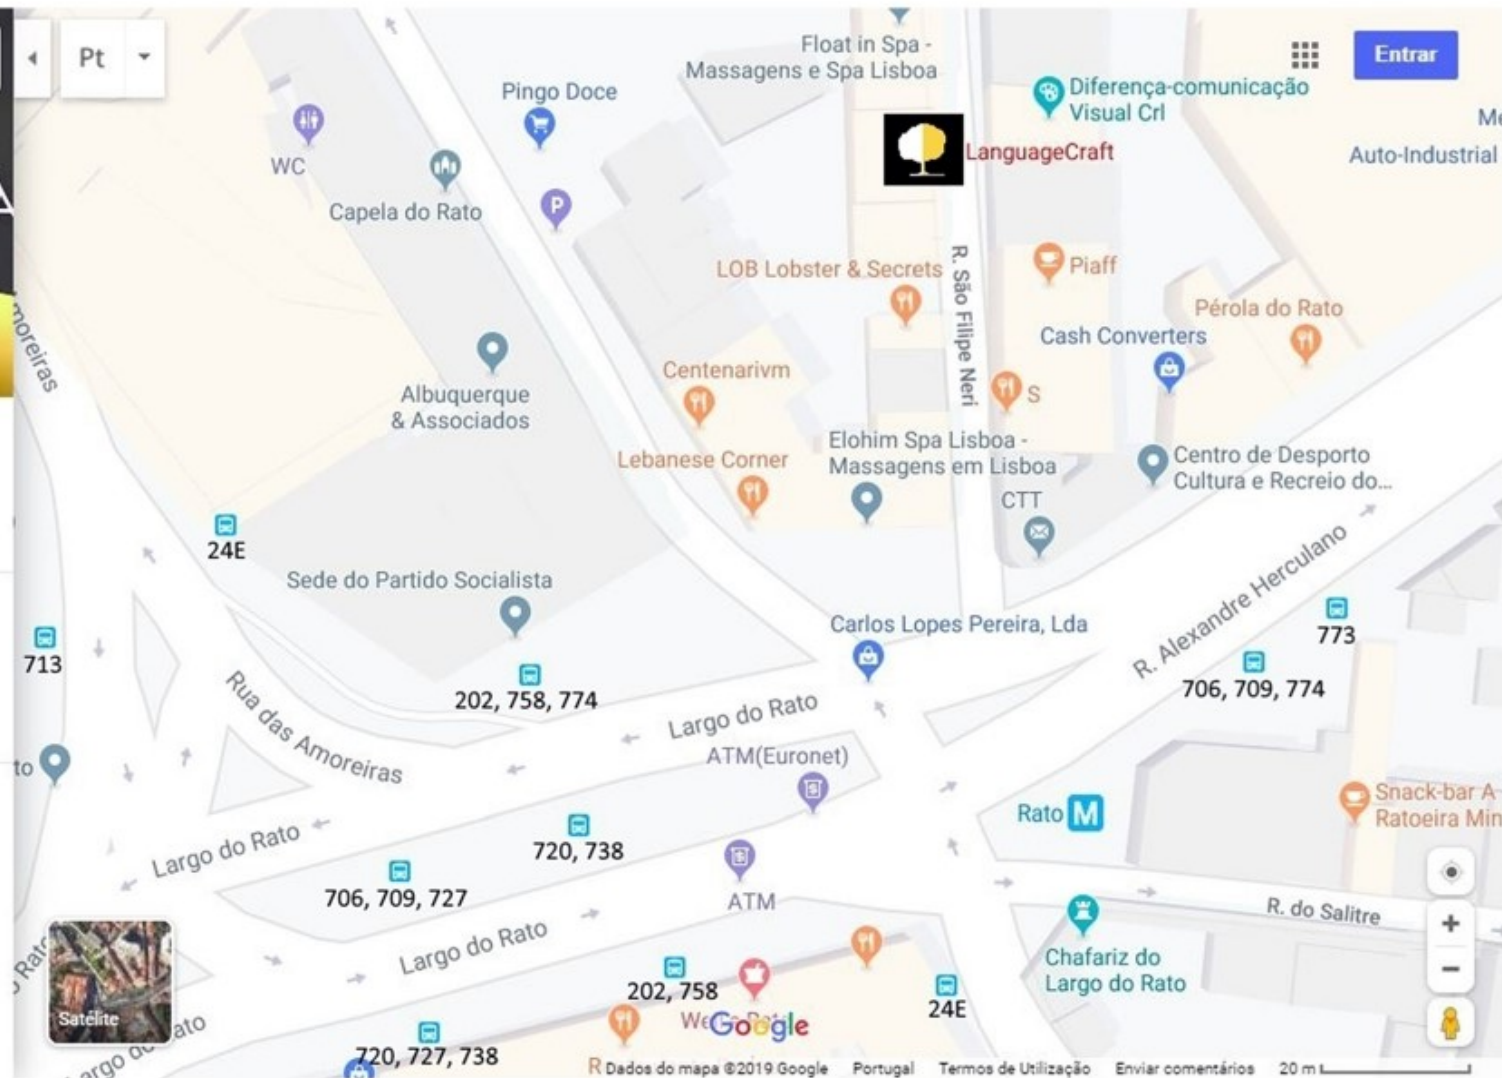 Pt
Entrar
Float in Spa -
Massagens e Spa Lisboa
Pingo Doce
Diferença-comunicação
Visual Crl
LanguageCraft
Auto-Industrial
WC
Capela do Rato
P
LOB Lobster & Secrets
R. São Filipe Neri
Piaff
Pérola do Rato
Cash Converters
Centenarivm
S
Albuquerque
& Associados
Elohim Spa Lisboa -
Massagens em Lisboa
Lebanese Corner
Centro de Desporto
Cultura e Recreio do...
CTT
24E
Sede do Partido Socialista
R. Alexandre Herculano
Carlos Lopes Pereira, Lda
773
713
706, 709, 774
202, 758, 774
Rua das Amoreiras
Largo do Rato
ATM(Euronet)
to
Rato M
Snack-bar A
Ratoeira Min
Largo do Rato
720, 738
706, 709, 727
ATM
R. do Salitre
Largo do Rato
Chafariz do
Largo do Rato
202, 758
24E
Satélite
Google
720, 727, 738
R
Dados do mapa ©2019 Google
Portugal
Termos de Utilização
Enviar comentários
20 m